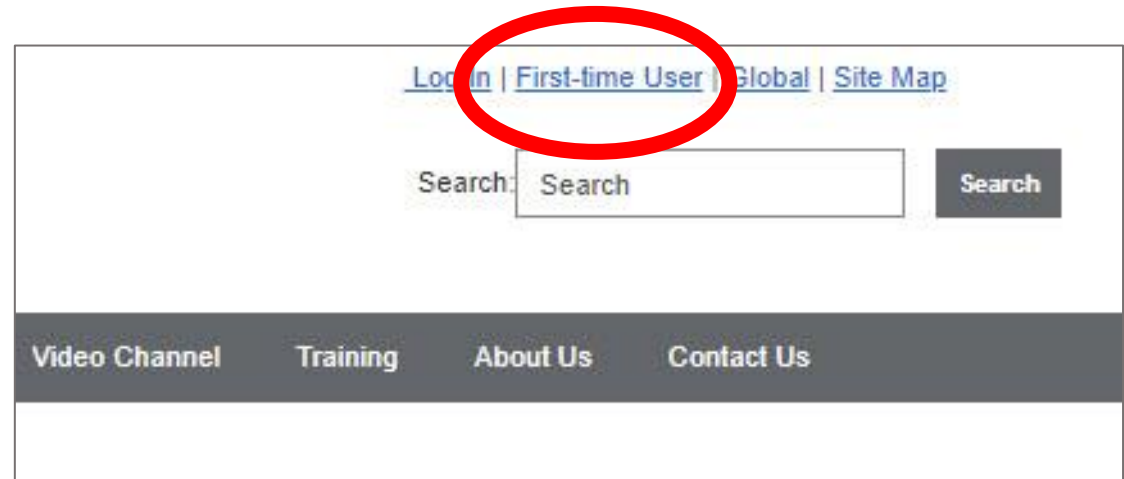 Log In | First-time User | Global | Site Map
Search: Search Search
Video Channel Training About Us Contact Us